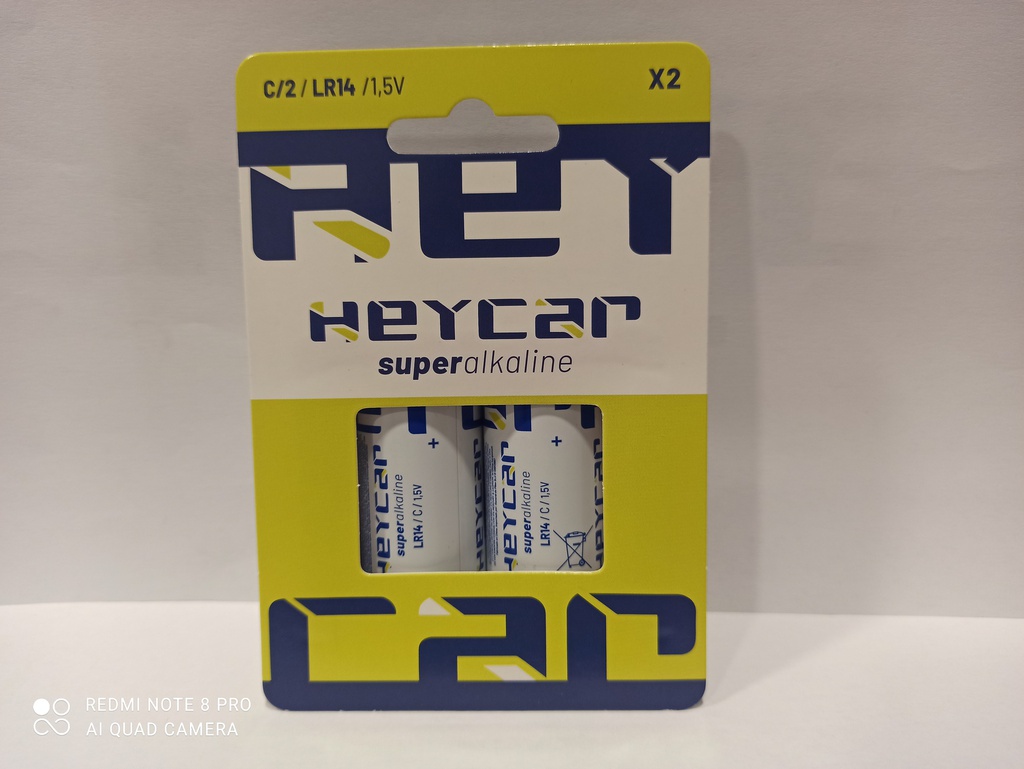 C/2 / LR14 /1,5V
X2
HEY
HEYCAR
superalkaline
+
HEYCAR
superalkaline
LR14 / C / 1,5V
HEYCAR
+
HEYCAR
superalkaline
LR14 / C / 1,5V
HEYCAR
CAR
REDMI NOTE 8 PRO
AI QUAD CAMERA